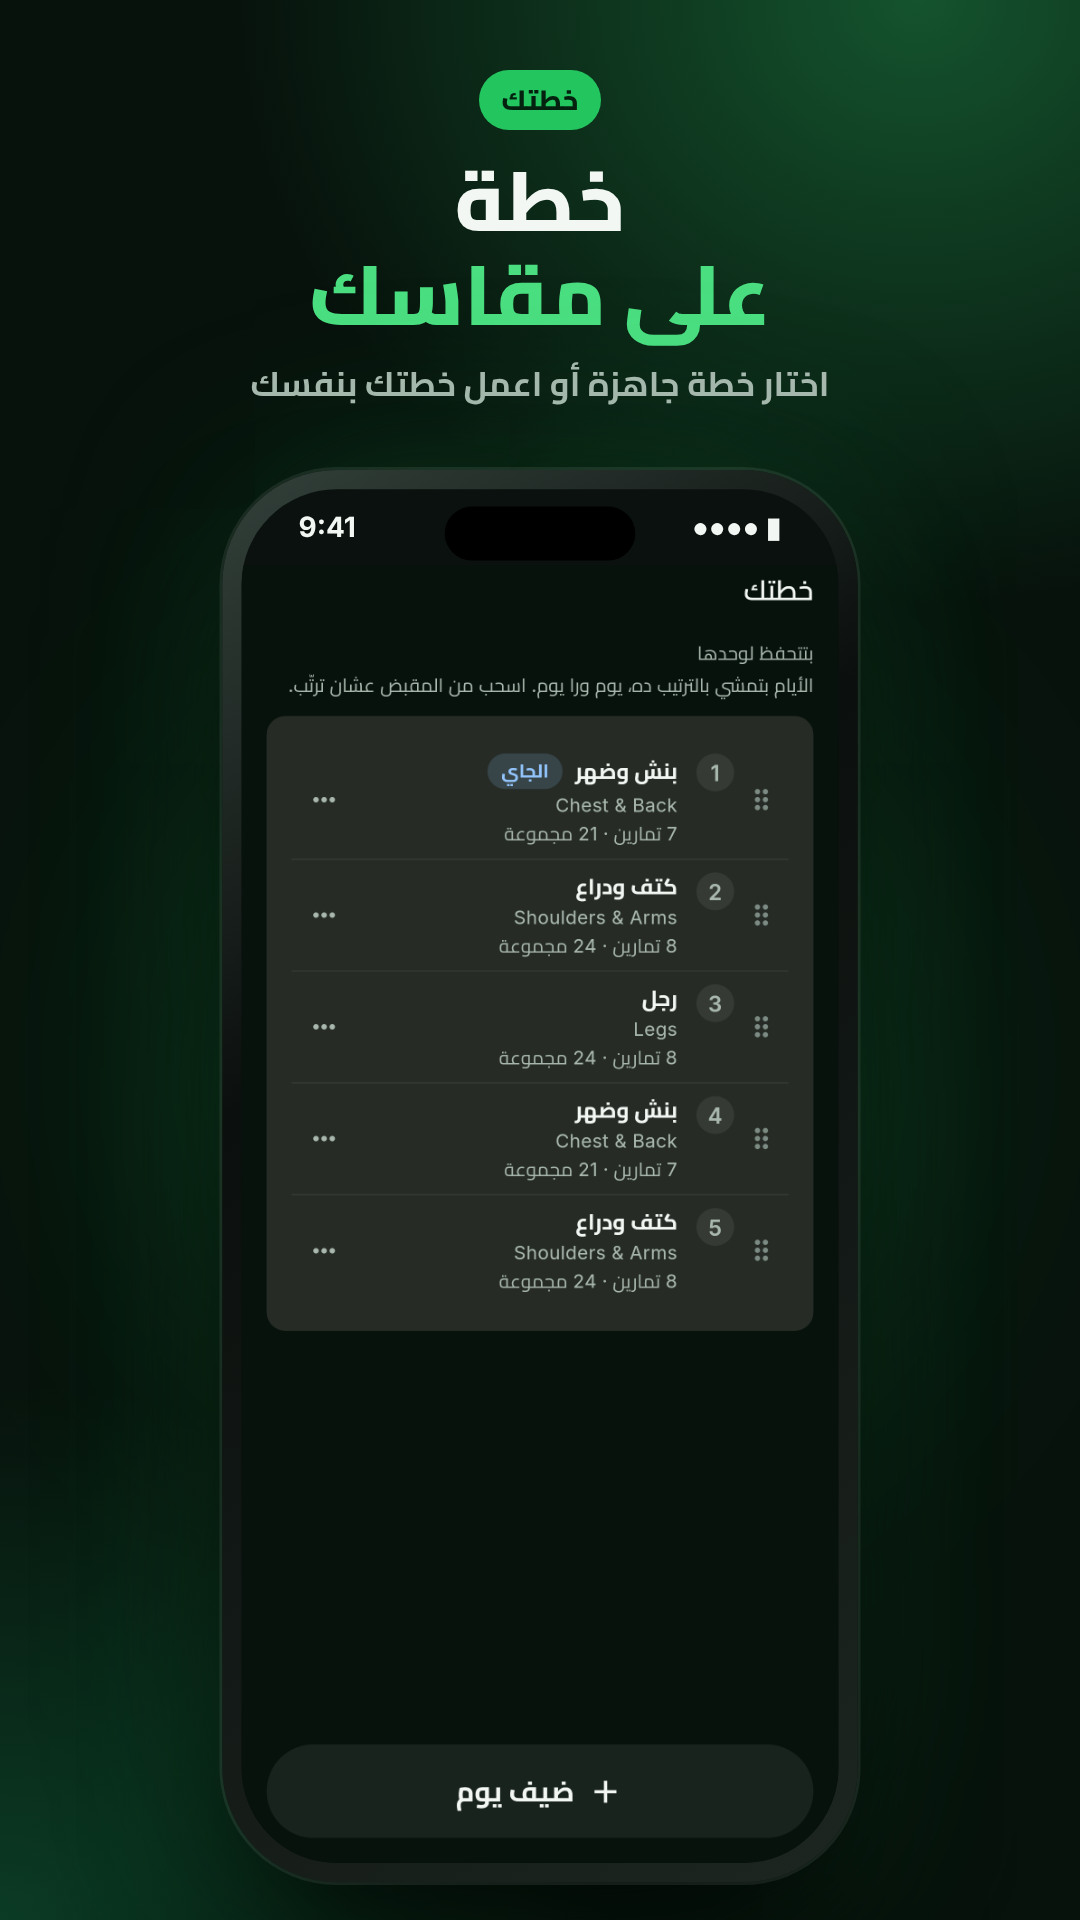 خطتك
خطة
على مقاسك
اختار خطة جاهزة أو اعمل خطتك بنفسك
9:41
خطتك
بتتحفظ لوحدها
الأيام بتمشي بالترتيب ده، يوم ورا يوم. اسحب من المقبض عشان ترتّب.
1 بنش وضهر الجاي
Chest & Back
7 تمارين · 21 مجموعة
2 كتف ودراع
Shoulders & Arms
8 تمارين · 24 مجموعة
3 رجل
Legs
8 تمارين · 24 مجموعة
4 بنش وضهر
Chest & Back
7 تمارين · 21 مجموعة
5 كتف ودراع
Shoulders & Arms
8 تمارين · 24 مجموعة
+ ضيف يوم